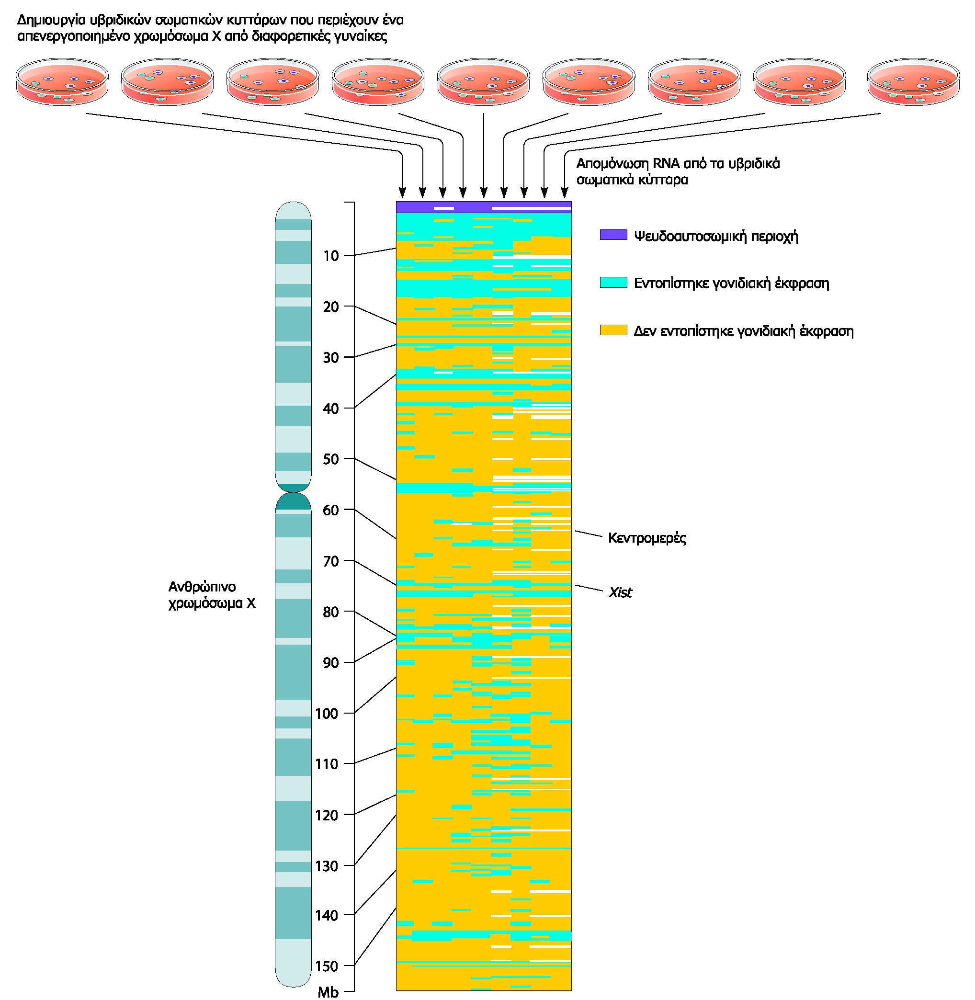 Δημιουργία υβριδικών σωματικών κυττάρων που περιέχουν ένα
απενεργοποιημένο χρωμόσωμα Χ από διαφορετικές γυναίκες
Απομόνωση RNA από τα υβριδικά
σωματικά κύτταρα
Ψευδοαυτοσωμική περιοχή
Εντοπίστηκε γονιδιακή έκφραση
Δεν εντοπίστηκε γονιδιακή έκφραση
10
20
30
40
50
60
Κεντρομερές
70
Xist
Ανθρώπινο
χρωμόσωμα Χ
80
90
100
110
120
130
140
150
Mb